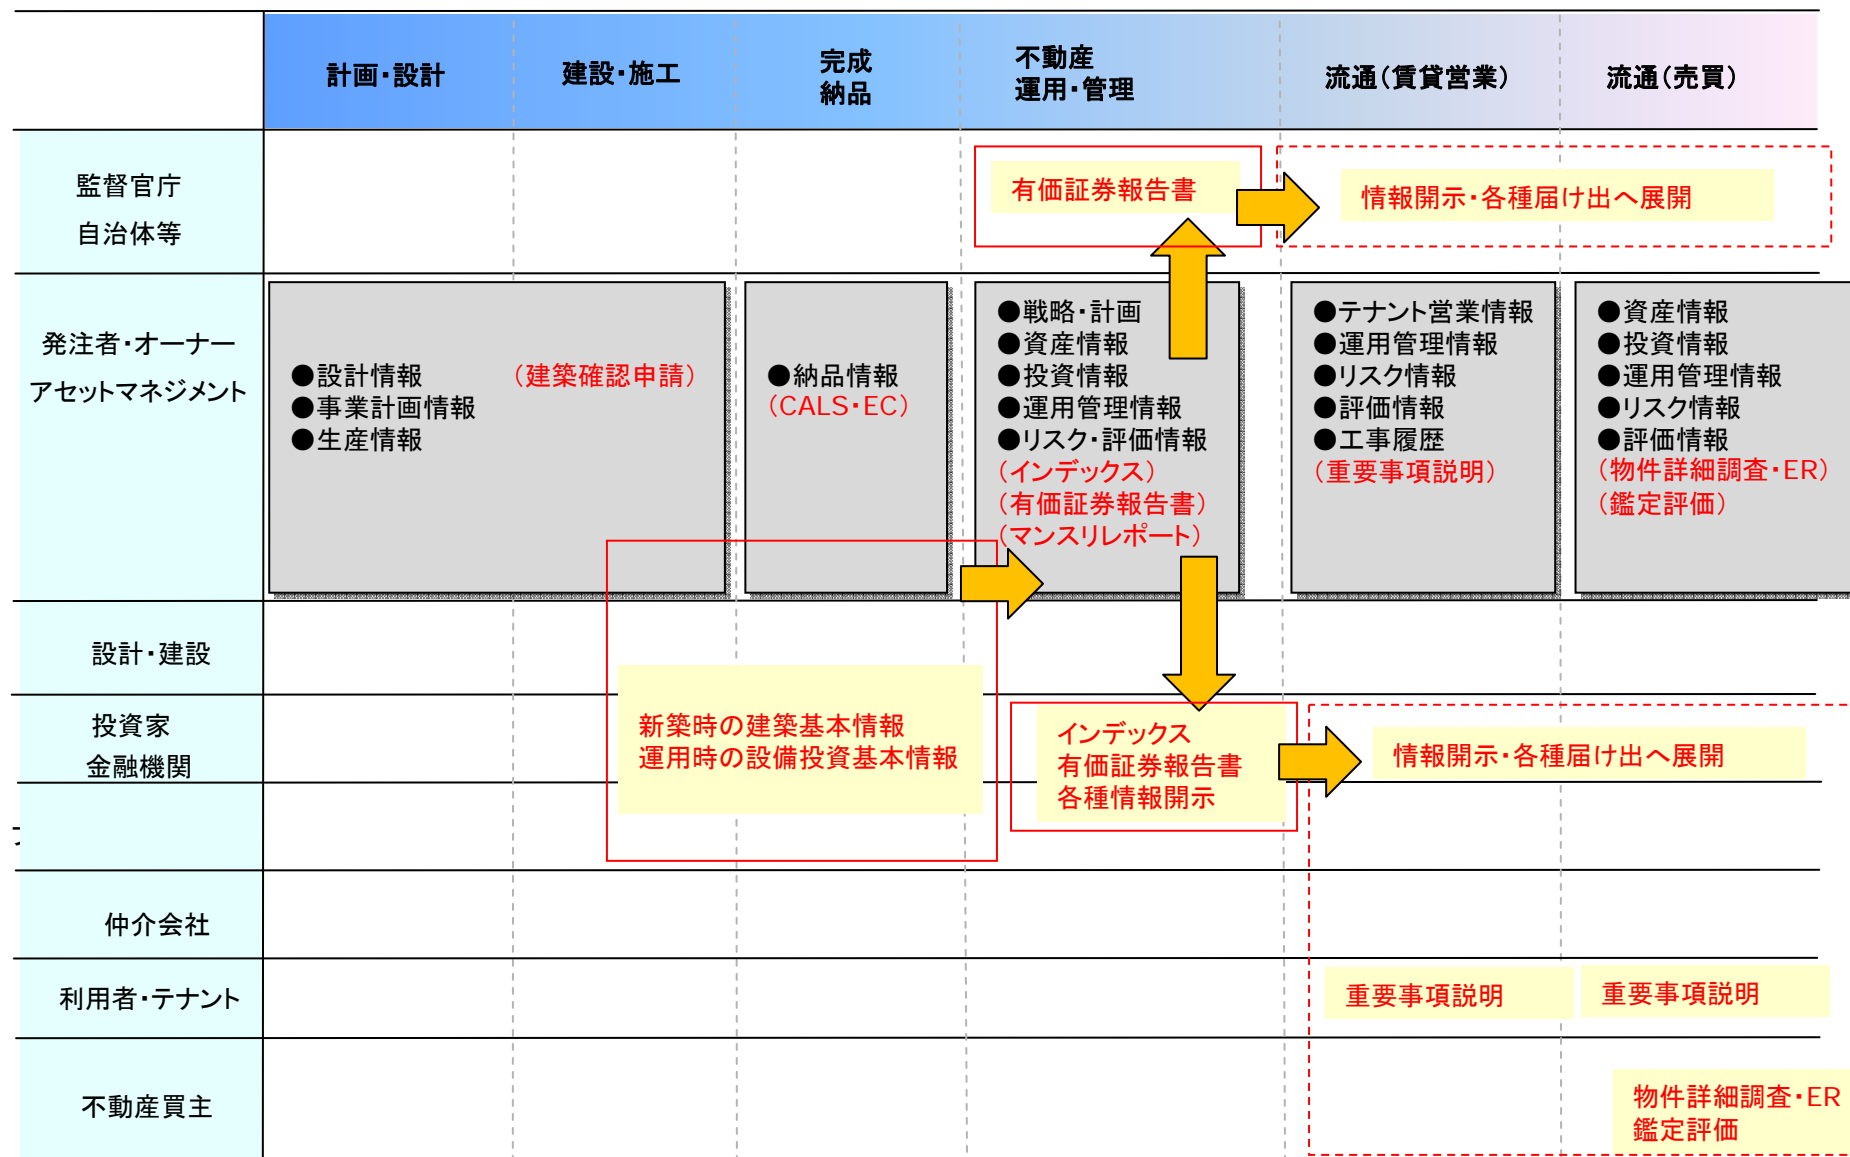 計画・設計
建設・施工
完成
納品
不動産
運用・管理
流通(賃貸営業)
流通(売買)
監督官庁
自治体等
有価証券報告書
情報開示・各種届け出へ展開
発注者・オーナー
アセットマネジメント
●設計情報 (建築確認申請)
●事業計画情報
●生産情報
●納品情報
(CALS・EC)
●戦略・計画
●資産情報
●投資情報
●運用管理情報
●リスク・評価情報
(インデックス)
(有価証券報告書)
(マンスリレポート)
●テナント営業情報
●運用管理情報
●リスク情報
●評価情報
●工事履歴
(重要事項説明)
●資産情報
●投資情報
●運用管理情報
●リスク情報
●評価情報
(物件詳細調査・ER)
(鑑定評価)
設計・建設
投資家
金融機関
新築時の建築基本情報
運用時の設備投資基本情報
インデックス
有価証券報告書
各種情報開示
情報開示・各種届け出へ展開
仲介会社
利用者・テナント
重要事項説明
重要事項説明
不動産買主
物件詳細調査・ER
鑑定評価